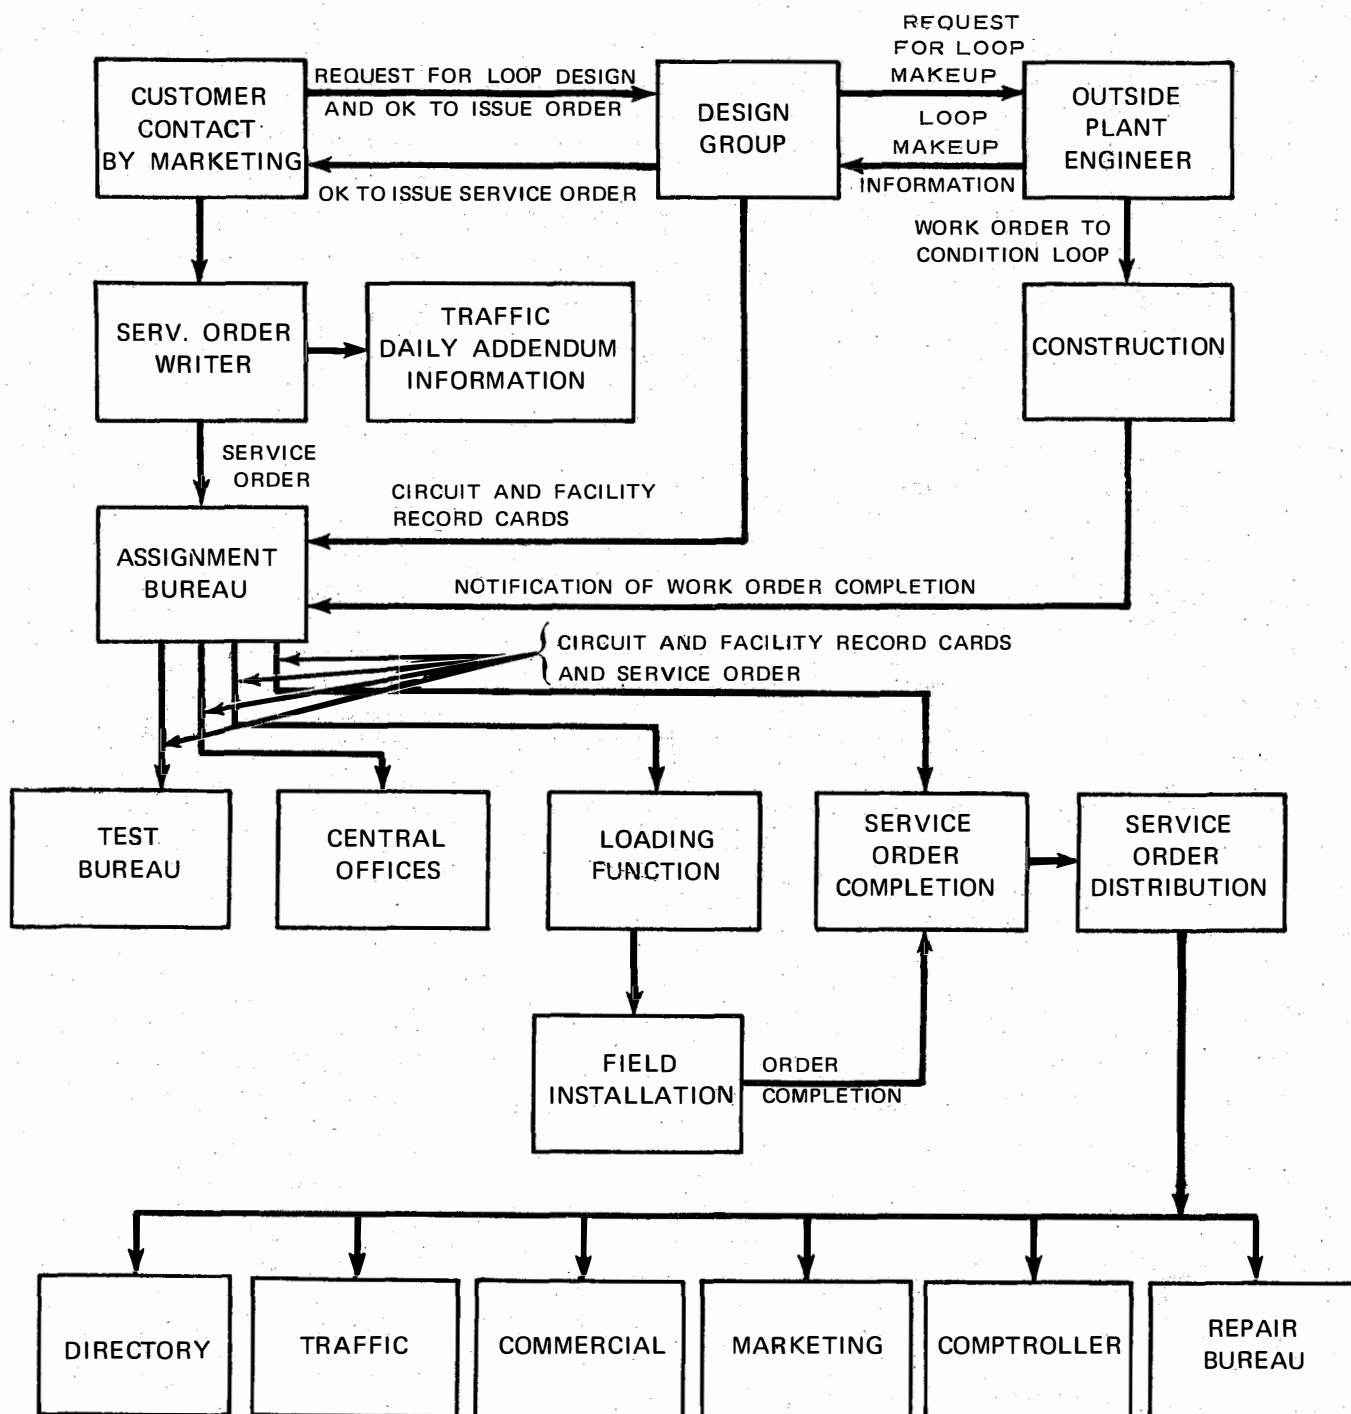 REQUEST
FOR LOOP
MAKEUP
CUSTOMER
CONTACT
BY MARKETING
REQUEST FOR LOOP DESIGN
AND OK TO ISSUE ORDER
OK TO ISSUE SERVICE ORDER
DESIGN
GROUP
LOOP
MAKEUP
INFORMATION
OUTSIDE
PLANT
ENGINEER
WORK ORDER TO
CONDITION LOOP
SERV. ORDER
WRITER
TRAFFIC
DAILY ADDENDUM
INFORMATION
CONSTRUCTION
SERVICE
ORDER
CIRCUIT AND FACILITY
RECORD CARDS
ASSIGNMENT
BUREAU
NOTIFICATION OF WORK ORDER COMPLETION
CIRCUIT AND FACILITY RECORD CARDS
AND SERVICE ORDER
TEST
BUREAU
CENTRAL
OFFICES
LOADING
FUNCTION
SERVICE
ORDER
COMPLETION
SERVICE
ORDER
DISTRIBUTION
FIELD
INSTALLATION
ORDER
COMPLETION
DIRECTORY
TRAFFIC
COMMERCIAL
MARKETING
COMPTROLLER
REPAIR
BUREAU